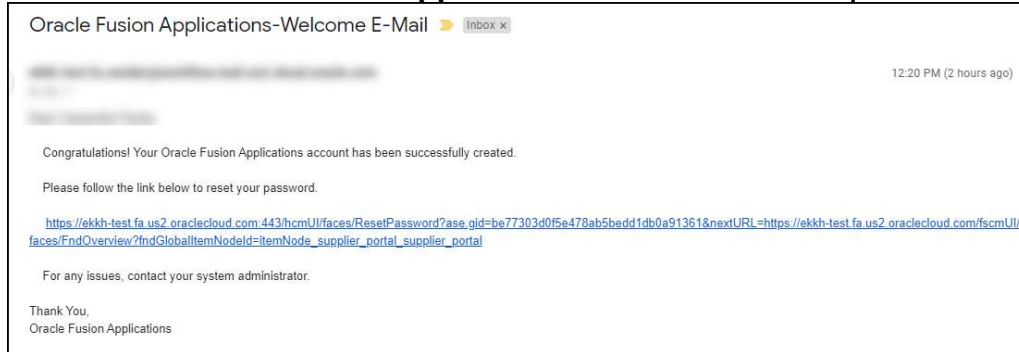 Oracle Fusion Applications-Welcome E-Mail Inbox x
12:20 PM (2 hours ago)
Congratulations! Your Oracle Fusion Applications account has been successfully created.
Please follow the link below to reset your password.
https://ekkh-test.fa.us2.oraclecloud.com:443/hcmUI/faces/ResetPassword?ase.gid=be77303d0f5e478ab5bedd1db0a91361&nextURL=https://ekkh-test.fa.us2.oraclecloud.com/fscmUI/
faces/FndOverview?fndGlobalItemNodeId=itemNode_supplier_portal_supplier_portal
For any issues, contact your system administrator.
Thank You,
Oracle Fusion Applications